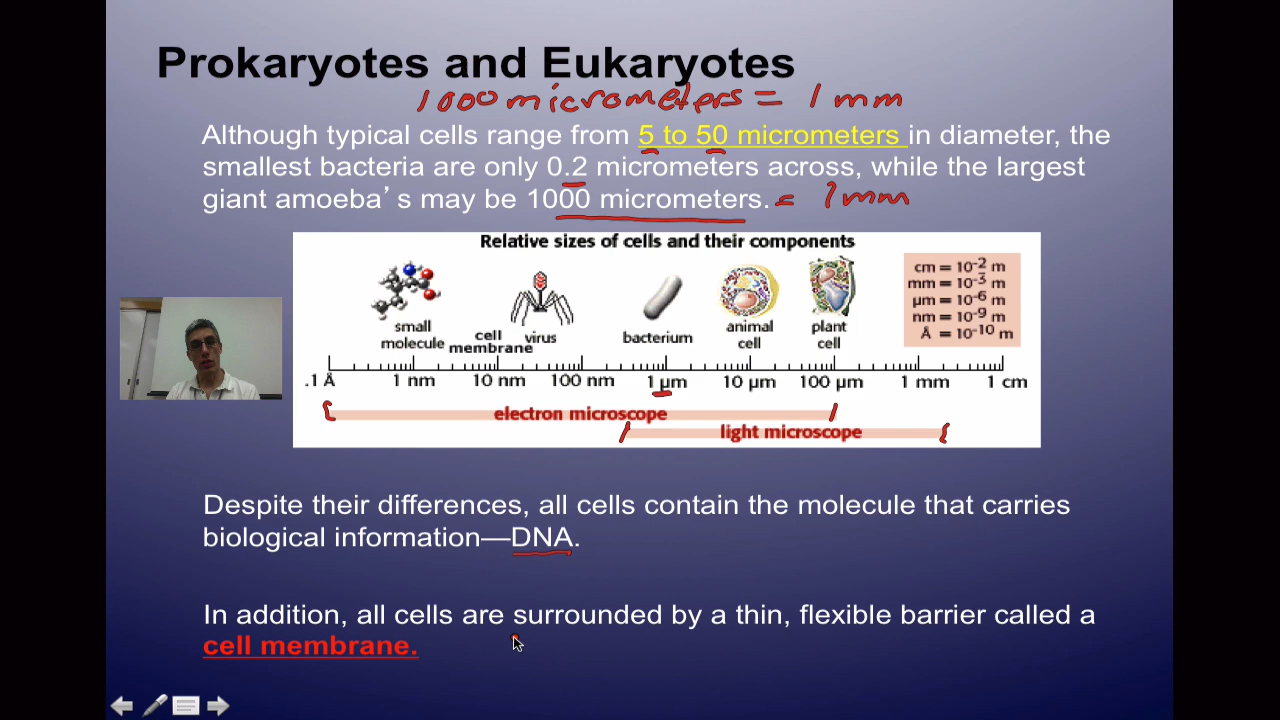 Prokaryotes and Eukaryotes
1000 micrometers = 1 mm
Although typical cells range from 5 to 50 micrometers in diameter, the
smallest bacteria are only 0.2 micrometers across, while the largest
giant amoeba's may be 1000 micrometers. = 1mm
Relative sizes of cells and their components
small
molecule
cell
membrane
virus
bacterium
animal
cell
plant
cell
cm = 10-2 m
mm = 10-3 m
µm = 10-6 m
nm = 10-9 m
Å = 10-10 m
.1 Å 1 nm 10 nm 100 nm 1 µm 10 µm 100 µm 1 mm 1 cm
electron microscope
light microscope
Despite their differences, all cells contain the molecule that carries
biological information—DNA.
In addition, all cells are surrounded by a thin, flexible barrier called a
cell membrane.